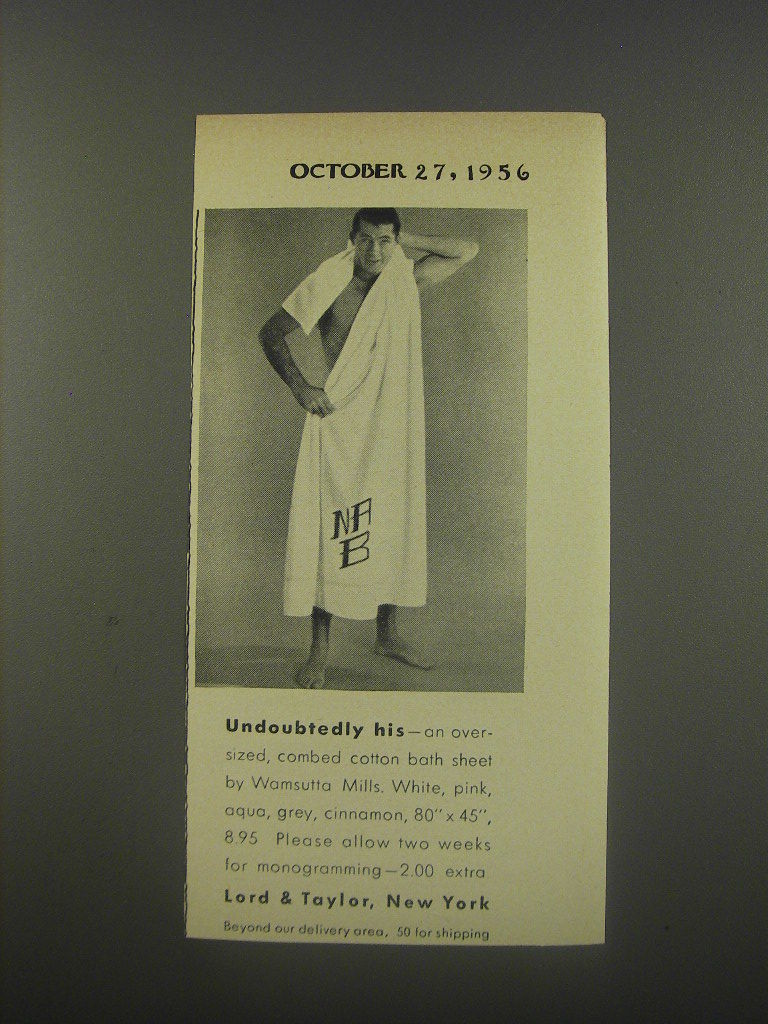 OCTOBER 27, 1956
NA
B
Undoubtedly his—an over-
sized, combed cotton bath sheet
by Wamsutta Mills. White, pink,
aqua, grey, cinnamon, 80" x 45",
8.95 Please allow two weeks
for monogramming—2.00 extra
Lord & Taylor, New York
Beyond our delivery area, 50 for shipping